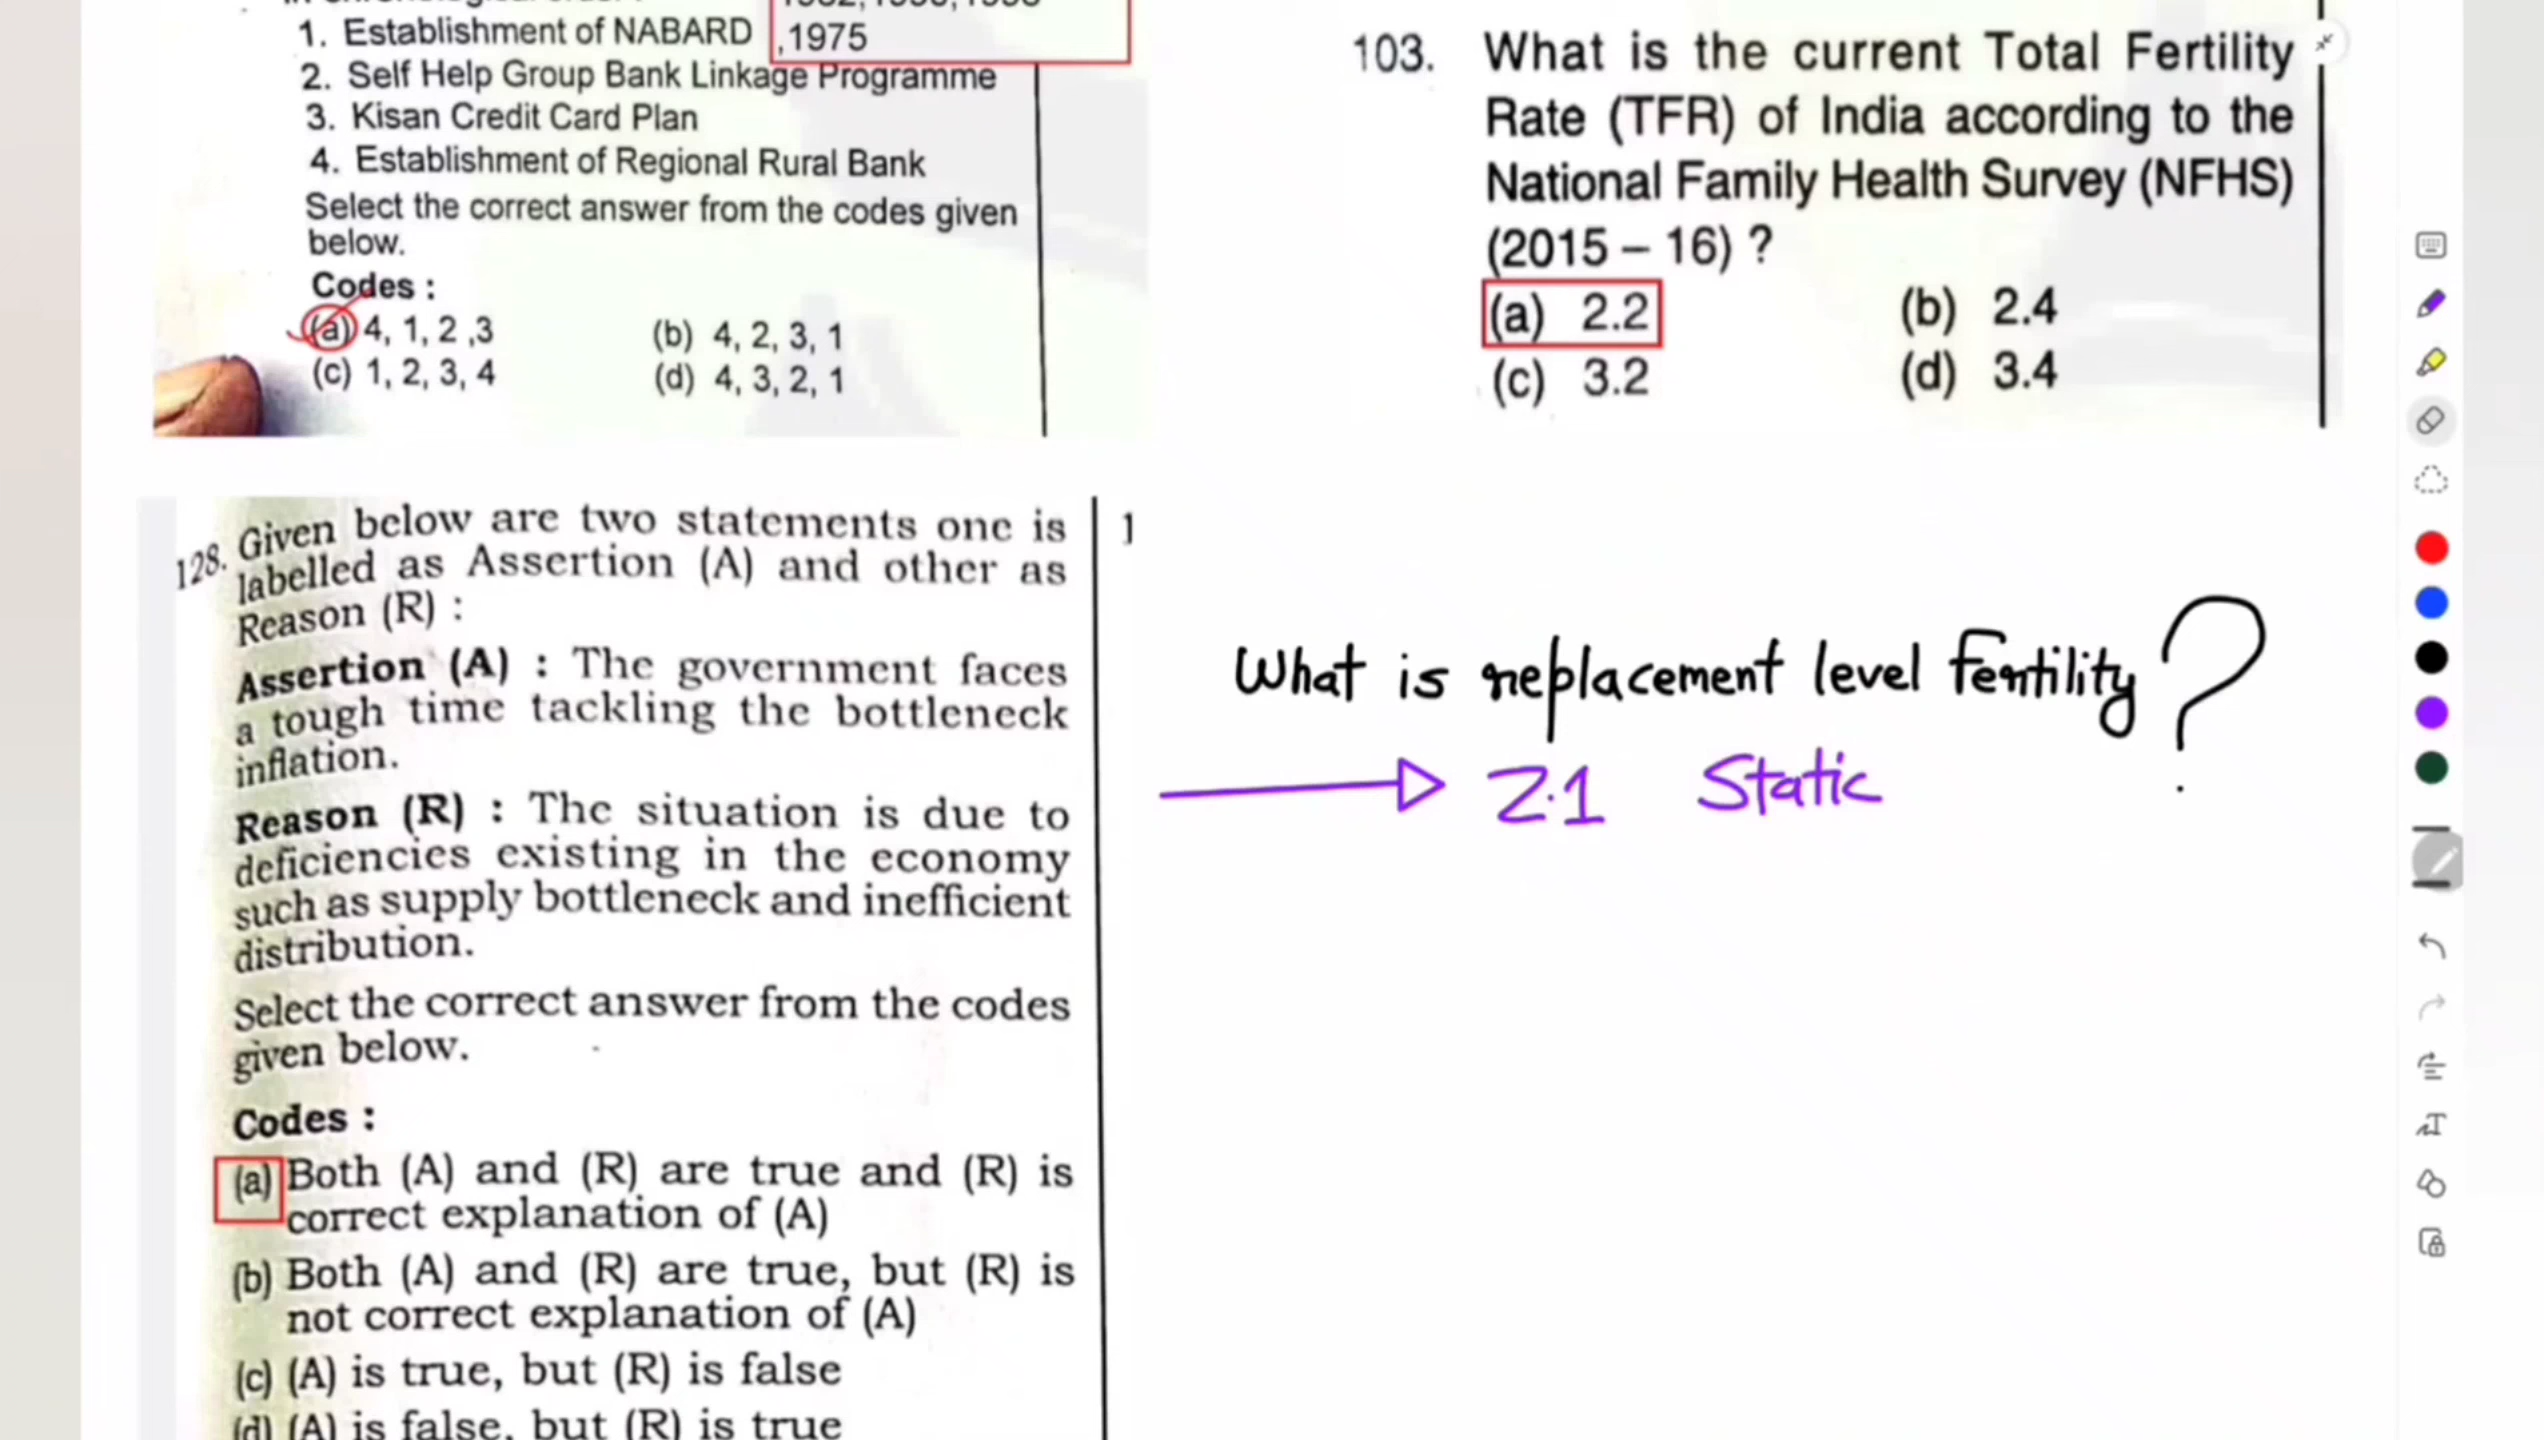 1. Establishment of NABARD
,1975
2. Self Help Group Bank Linkage Programme
3. Kisan Credit Card Plan
4. Establishment of Regional Rural Bank
Select the correct answer from the codes given
below.
Codes :
(a) 4, 1, 2 ,3
(b) 4, 2, 3, 1
(c) 1, 2, 3, 4
(d) 4, 3, 2, 1
103. What is the current Total Fertility
Rate (TFR) of India according to the
National Family Health Survey (NFHS)
(2015 – 16) ?
(a) 2.2
(b) 2.4
(c) 3.2
(d) 3.4
128. Given below are two statements one is
labelled as Assertion (A) and other as
Reason (R) :
Assertion (A) : The government faces
a tough time tackling the bottleneck
inflation.
Reason (R) : The situation is due to
deficiencies existing in the economy
such as supply bottleneck and inefficient
distribution.
Select the correct answer from the codes
given below.
Codes :
(a) Both (A) and (R) are true and (R) is
correct explanation of (A)
(b) Both (A) and (R) are true, but (R) is
not correct explanation of (A)
(c) (A) is true, but (R) is false
(d) (A) is false, but (R) is true
1
What is replacement level fertility ?
2.1 Static